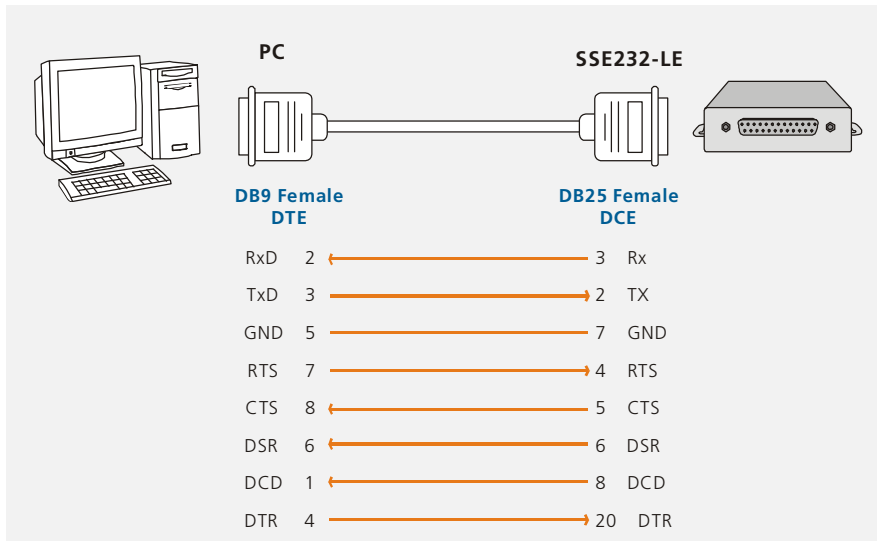 PC SSE232-LE
DB9 Female DB25 Female
DTE DCE
RxD 2 3 Rx
TxD 3 2 TX
GND 5 7 GND
RTS 7 4 RTS
CTS 8 5 CTS
DSR 6 6 DSR
DCD 1 8 DCD
DTR 4 20 DTR